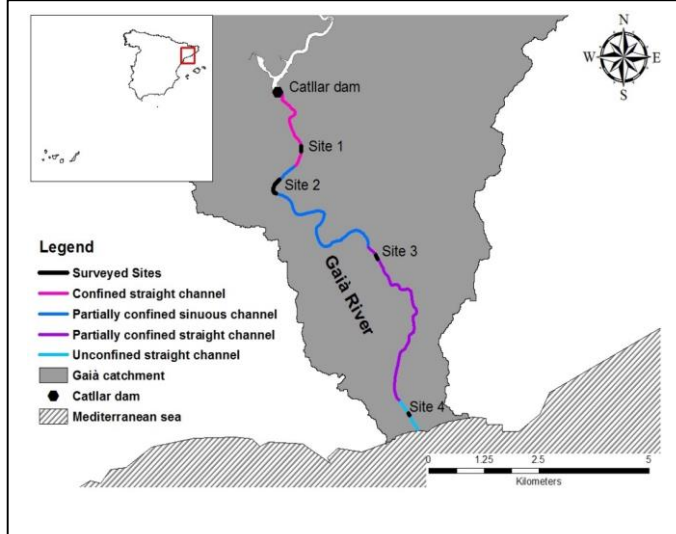 N
W E
S
Catllar dam
Site 1
Site 2
Site 3
Gaià River
Site 4
Legend
Surveyed Sites
Confined straight channel
Partially confined sinuous channel
Partially confined straight channel
Unconfined straight channel
Gaià catchment
Catllar dam
Mediterranean sea
0 1.25 2.5 5
Kilometers